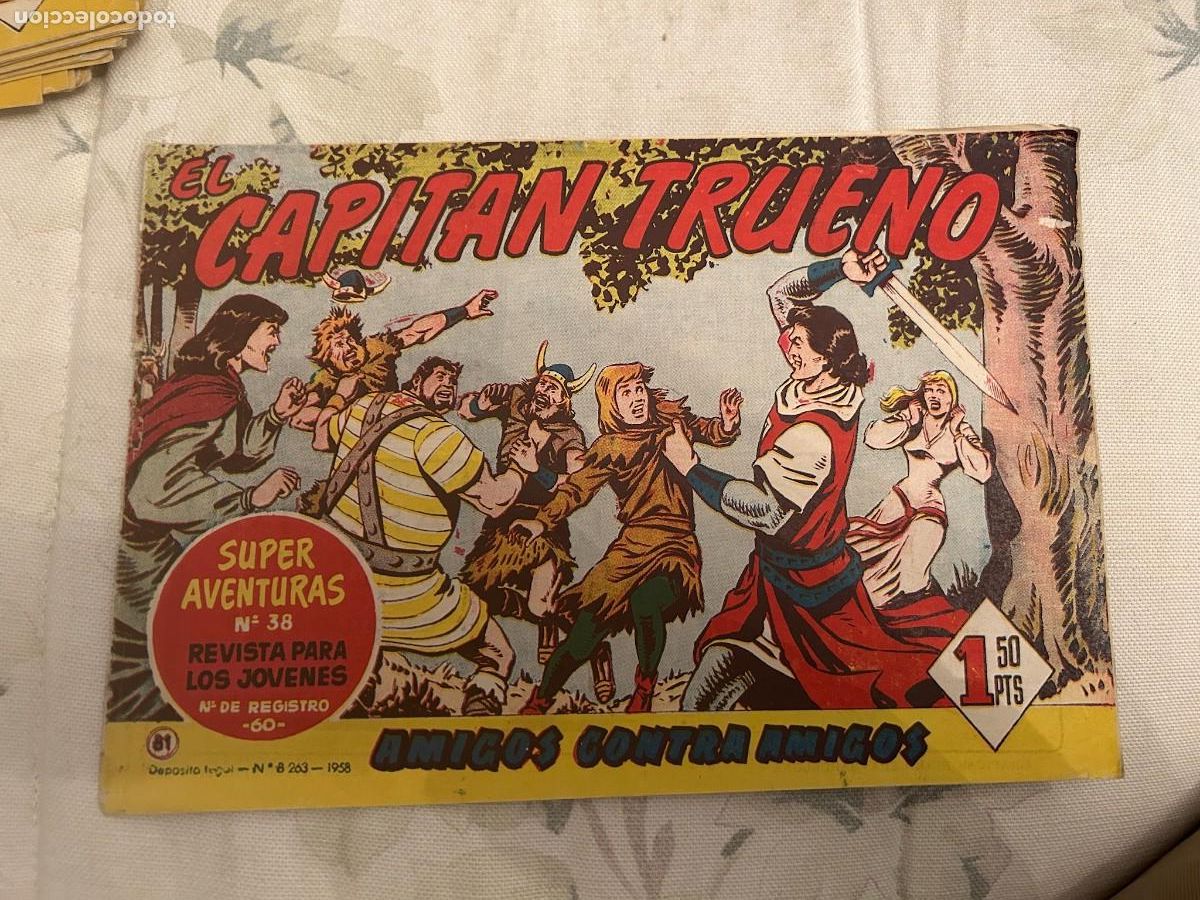 todocoleccion
EL
CAPITAN TRUENO
SUPER
AVENTURAS
Nº 38
REVISTA PARA
LOS JOVENES
Nº DE REGISTRO
-60-
1 50
PTS
81
AMIGOS CONTRA AMIGOS
Deposito legal - Nº B 263 - 1958